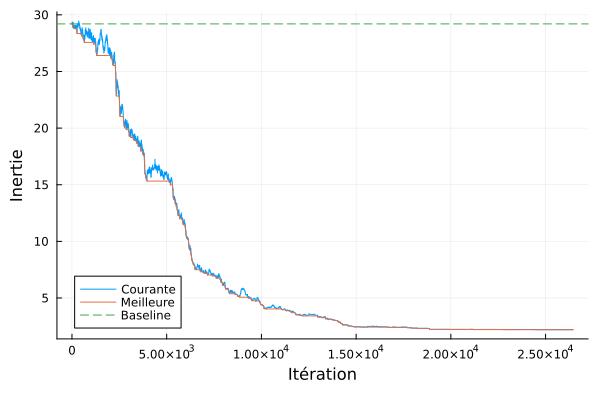 30
25
20
15
10
5
Inertie
Courante
Meilleure
Baseline
0 5.00×10³ 1.00×10⁴ 1.50×10⁴ 2.00×10⁴ 2.50×10⁴
Itération